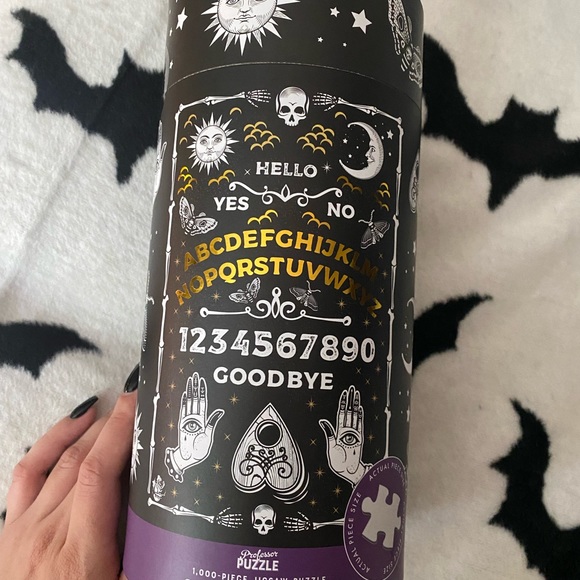 HELLO
YES NO
ABCDEFGHIJKLM
NOPQRSTUVWXYZ
1234567890
GOODBYE
ACTUAL PIECE SIZE
Professor
PUZZLE
1,000-PIECE JIGSAW PUZZLE